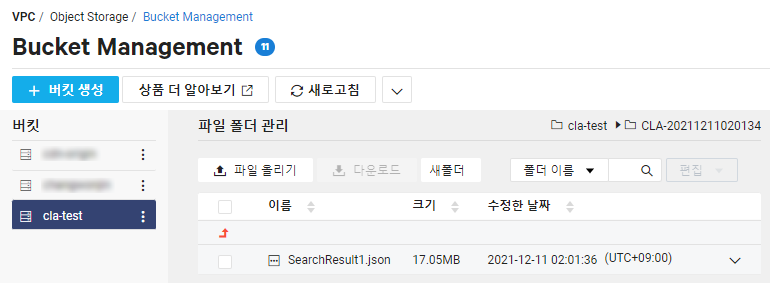 VPC / Object Storage / Bucket Management
Bucket Management 11
+ 버킷 생성 상품 더 알아보기 새로고침
버킷
cla-test
파일 폴더 관리 cla-test CLA-20211211020134
파일 올리기 다운로드 새폴더 폴더 이름 편집
이름 크기 수정한 날짜
SearchResult1.json 17.05MB 2021-12-11 02:01:36 (UTC+09:00)